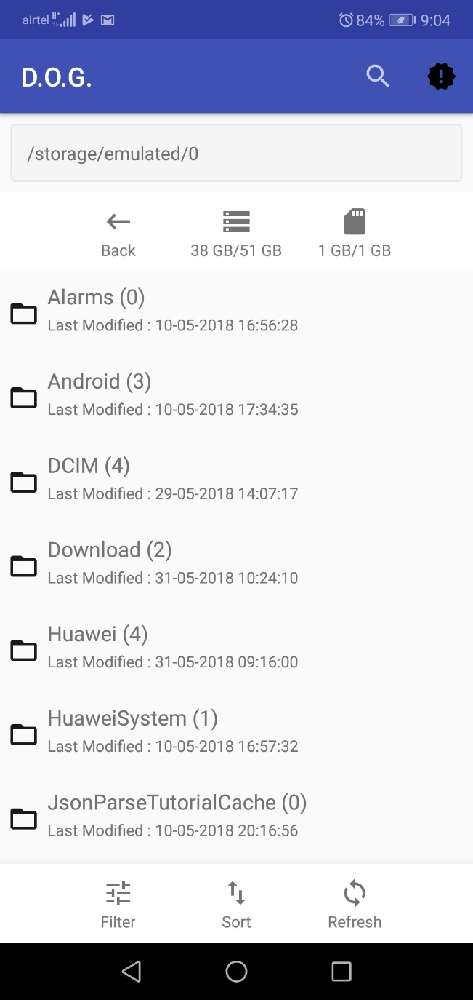 airtel H+ 84% 9:04
D.O.G.
/storage/emulated/0
Back 38 GB/51 GB 1 GB/1 GB
Alarms (0)
Last Modified : 10-05-2018 16:56:28
Android (3)
Last Modified : 10-05-2018 17:34:35
DCIM (4)
Last Modified : 29-05-2018 14:07:17
Download (2)
Last Modified : 31-05-2018 10:24:10
Huawei (4)
Last Modified : 31-05-2018 09:16:00
HuaweiSystem (1)
Last Modified : 10-05-2018 16:57:32
JsonParseTutorialCache (0)
Last Modified : 10-05-2018 20:16:56
Filter Sort Refresh